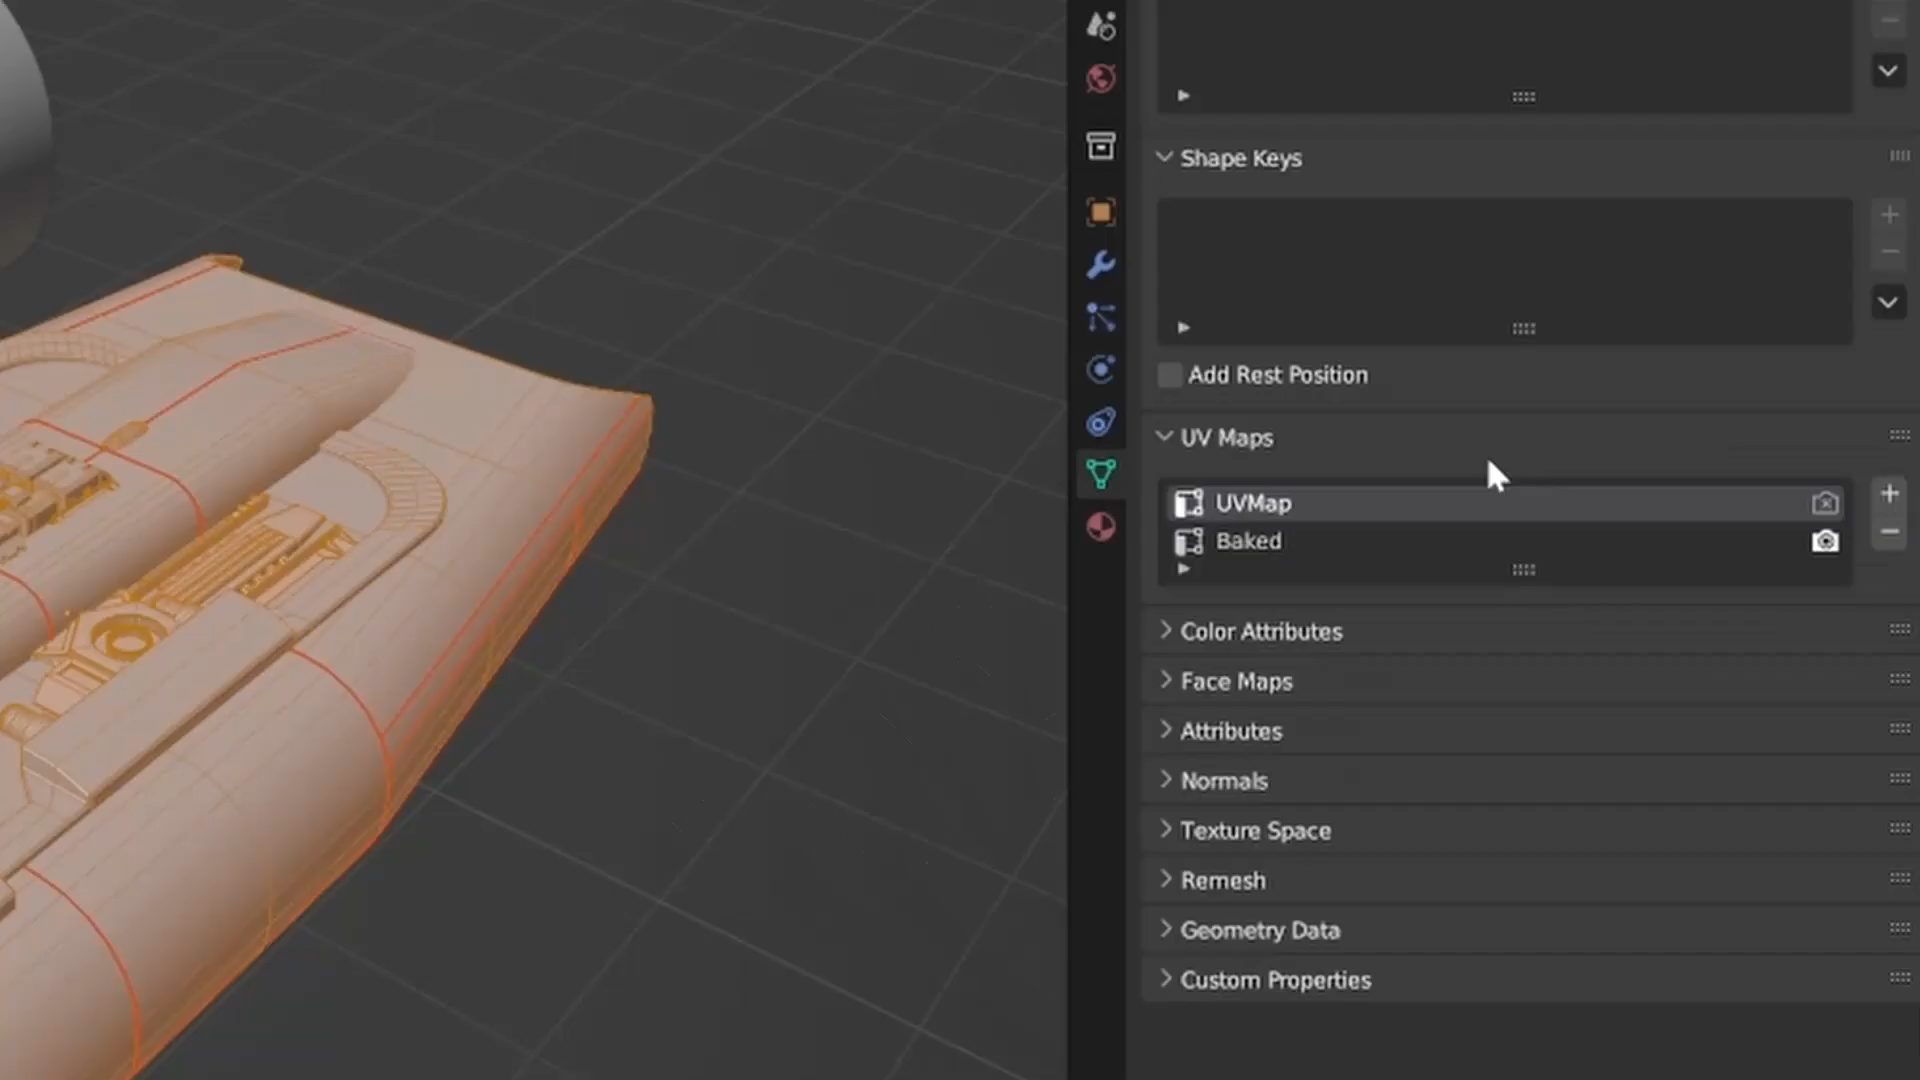 Shape Keys
Add Rest Position
UV Maps
UVMap
Baked
Color Attributes
Face Maps
Attributes
Normals
Texture Space
Remesh
Geometry Data
Custom Properties